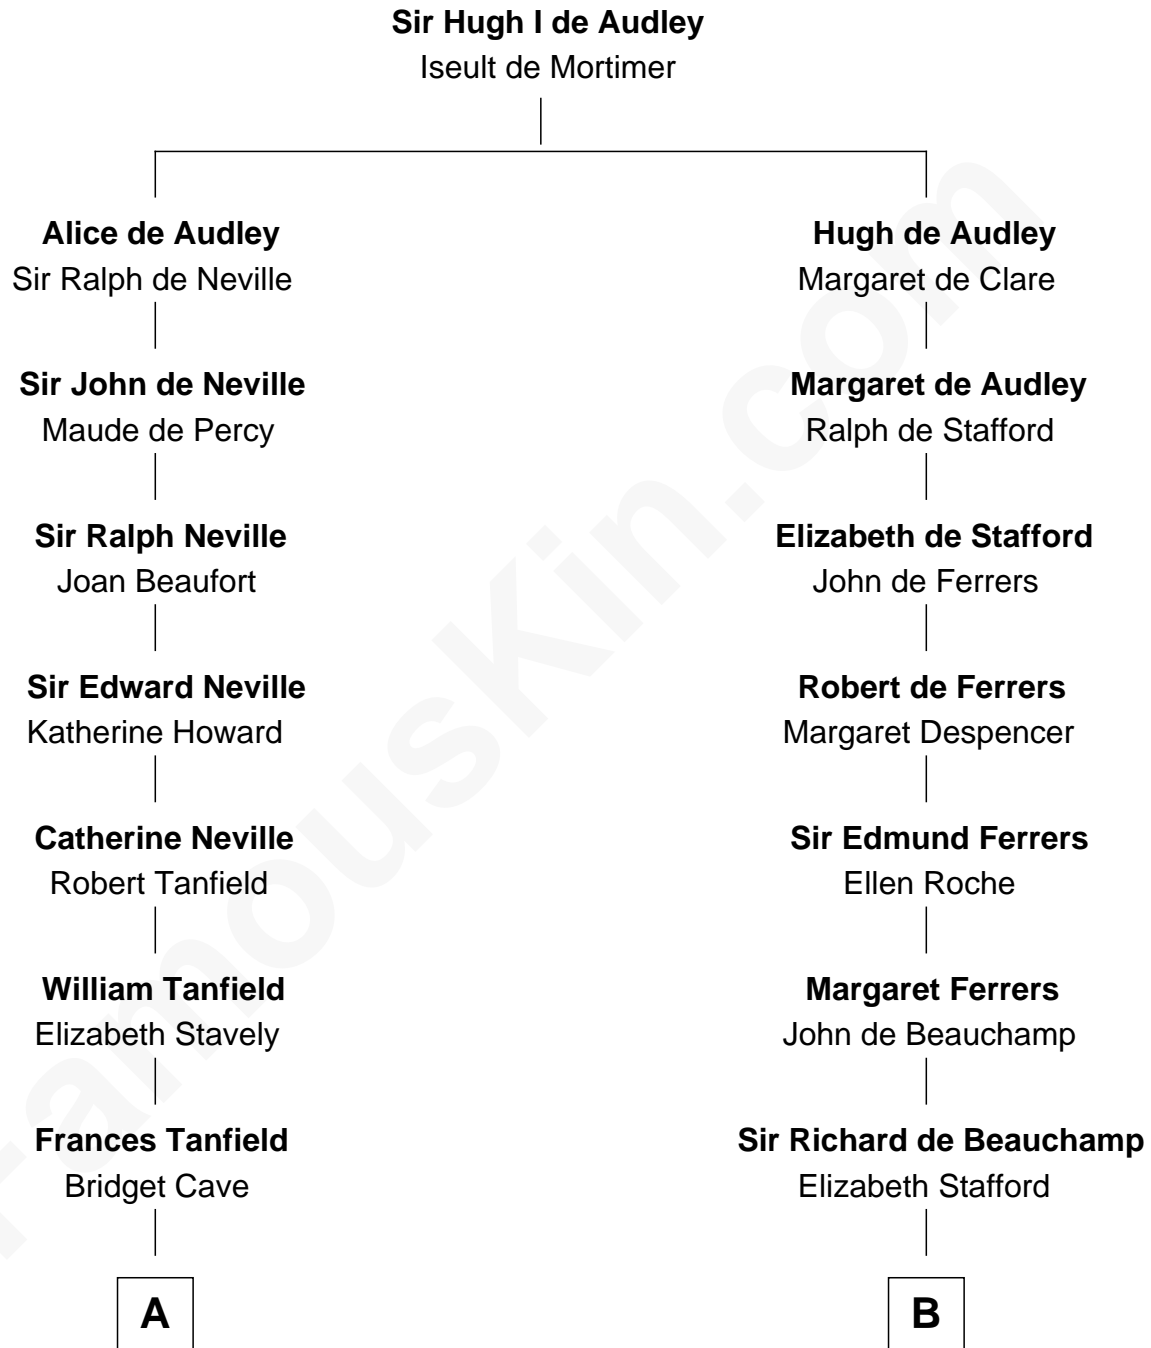 Sir Hugh I de Audley
Iseult de Mortimer
Alice de Audley
Sir Ralph de Neville
Hugh de Audley
Margaret de Clare
Sir John de Neville
Maude de Percy
Margaret de Audley
Ralph de Stafford
Sir Ralph Neville
Joan Beaufort
Elizabeth de Stafford
John de Ferrers
Sir Edward Neville
Katherine Howard
Robert de Ferrers
Margaret Despencer
Catherine Neville
Robert Tanfield
Sir Edmund Ferrers
Ellen Roche
William Tanfield
Elizabeth Stavely
Margaret Ferrers
John de Beauchamp
Frances Tanfield
Bridget Cave
Sir Richard de Beauchamp
Elizabeth Stafford
A
B
FamousKin.com